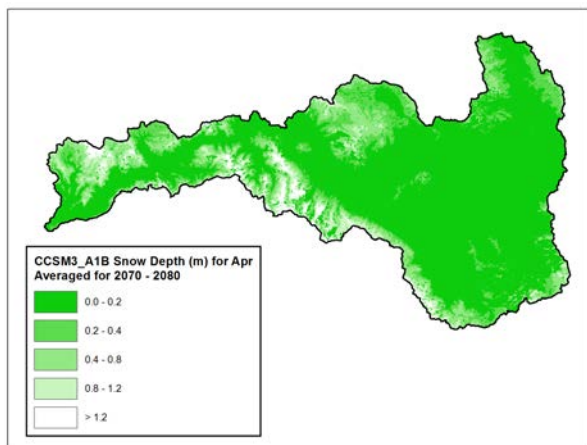 CCSM3_A1B Snow Depth (m) for Apr
Averaged for 2070 - 2080
0.0 - 0.2
0.2 - 0.4
0.4 - 0.8
0.8 - 1.2
> 1.2